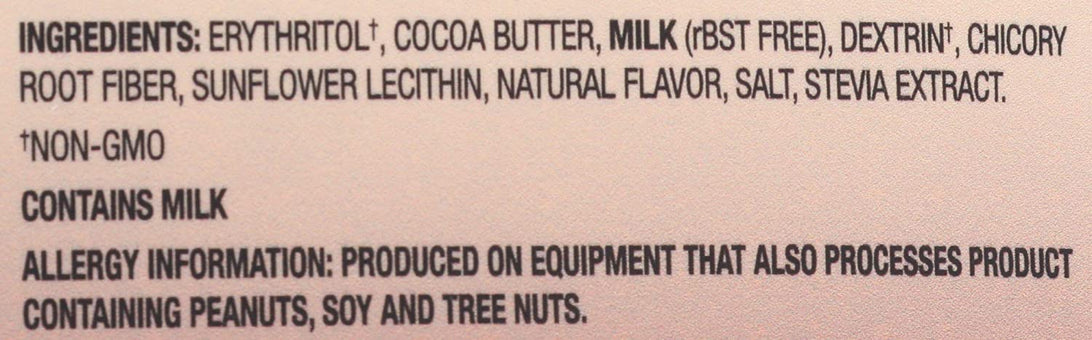 INGREDIENTS: ERYTHRITOL†, COCOA BUTTER, MILK (rBST FREE), DEXTRIN†, CHICORY
ROOT FIBER, SUNFLOWER LECITHIN, NATURAL FLAVOR, SALT, STEVIA EXTRACT.
†NON-GMO
CONTAINS MILK
ALLERGY INFORMATION: PRODUCED ON EQUIPMENT THAT ALSO PROCESSES PRODUCT
CONTAINING PEANUTS, SOY AND TREE NUTS.